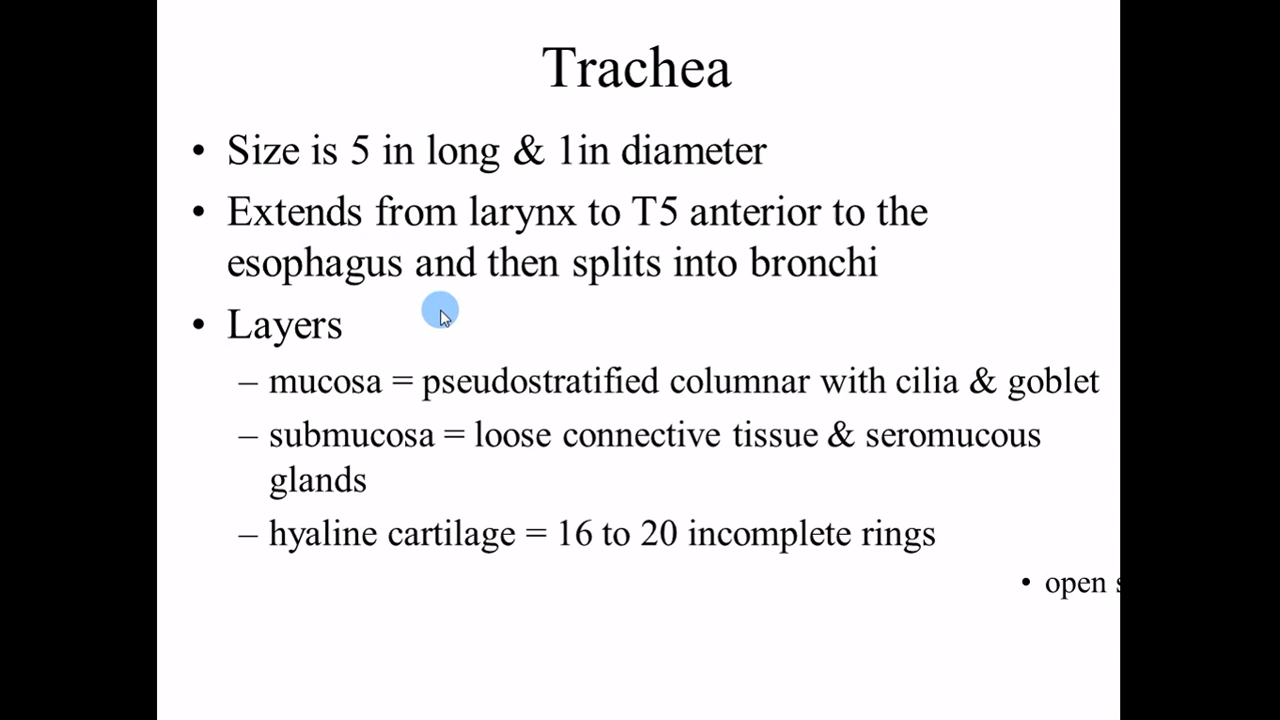 Trachea
• Size is 5 in long & 1in diameter
• Extends from larynx to T5 anterior to the
esophagus and then splits into bronchi
• Layers
– mucosa = pseudostratified columnar with cilia & goblet
– submucosa = loose connective tissue & seromucous
glands
– hyaline cartilage = 16 to 20 incomplete rings
• open